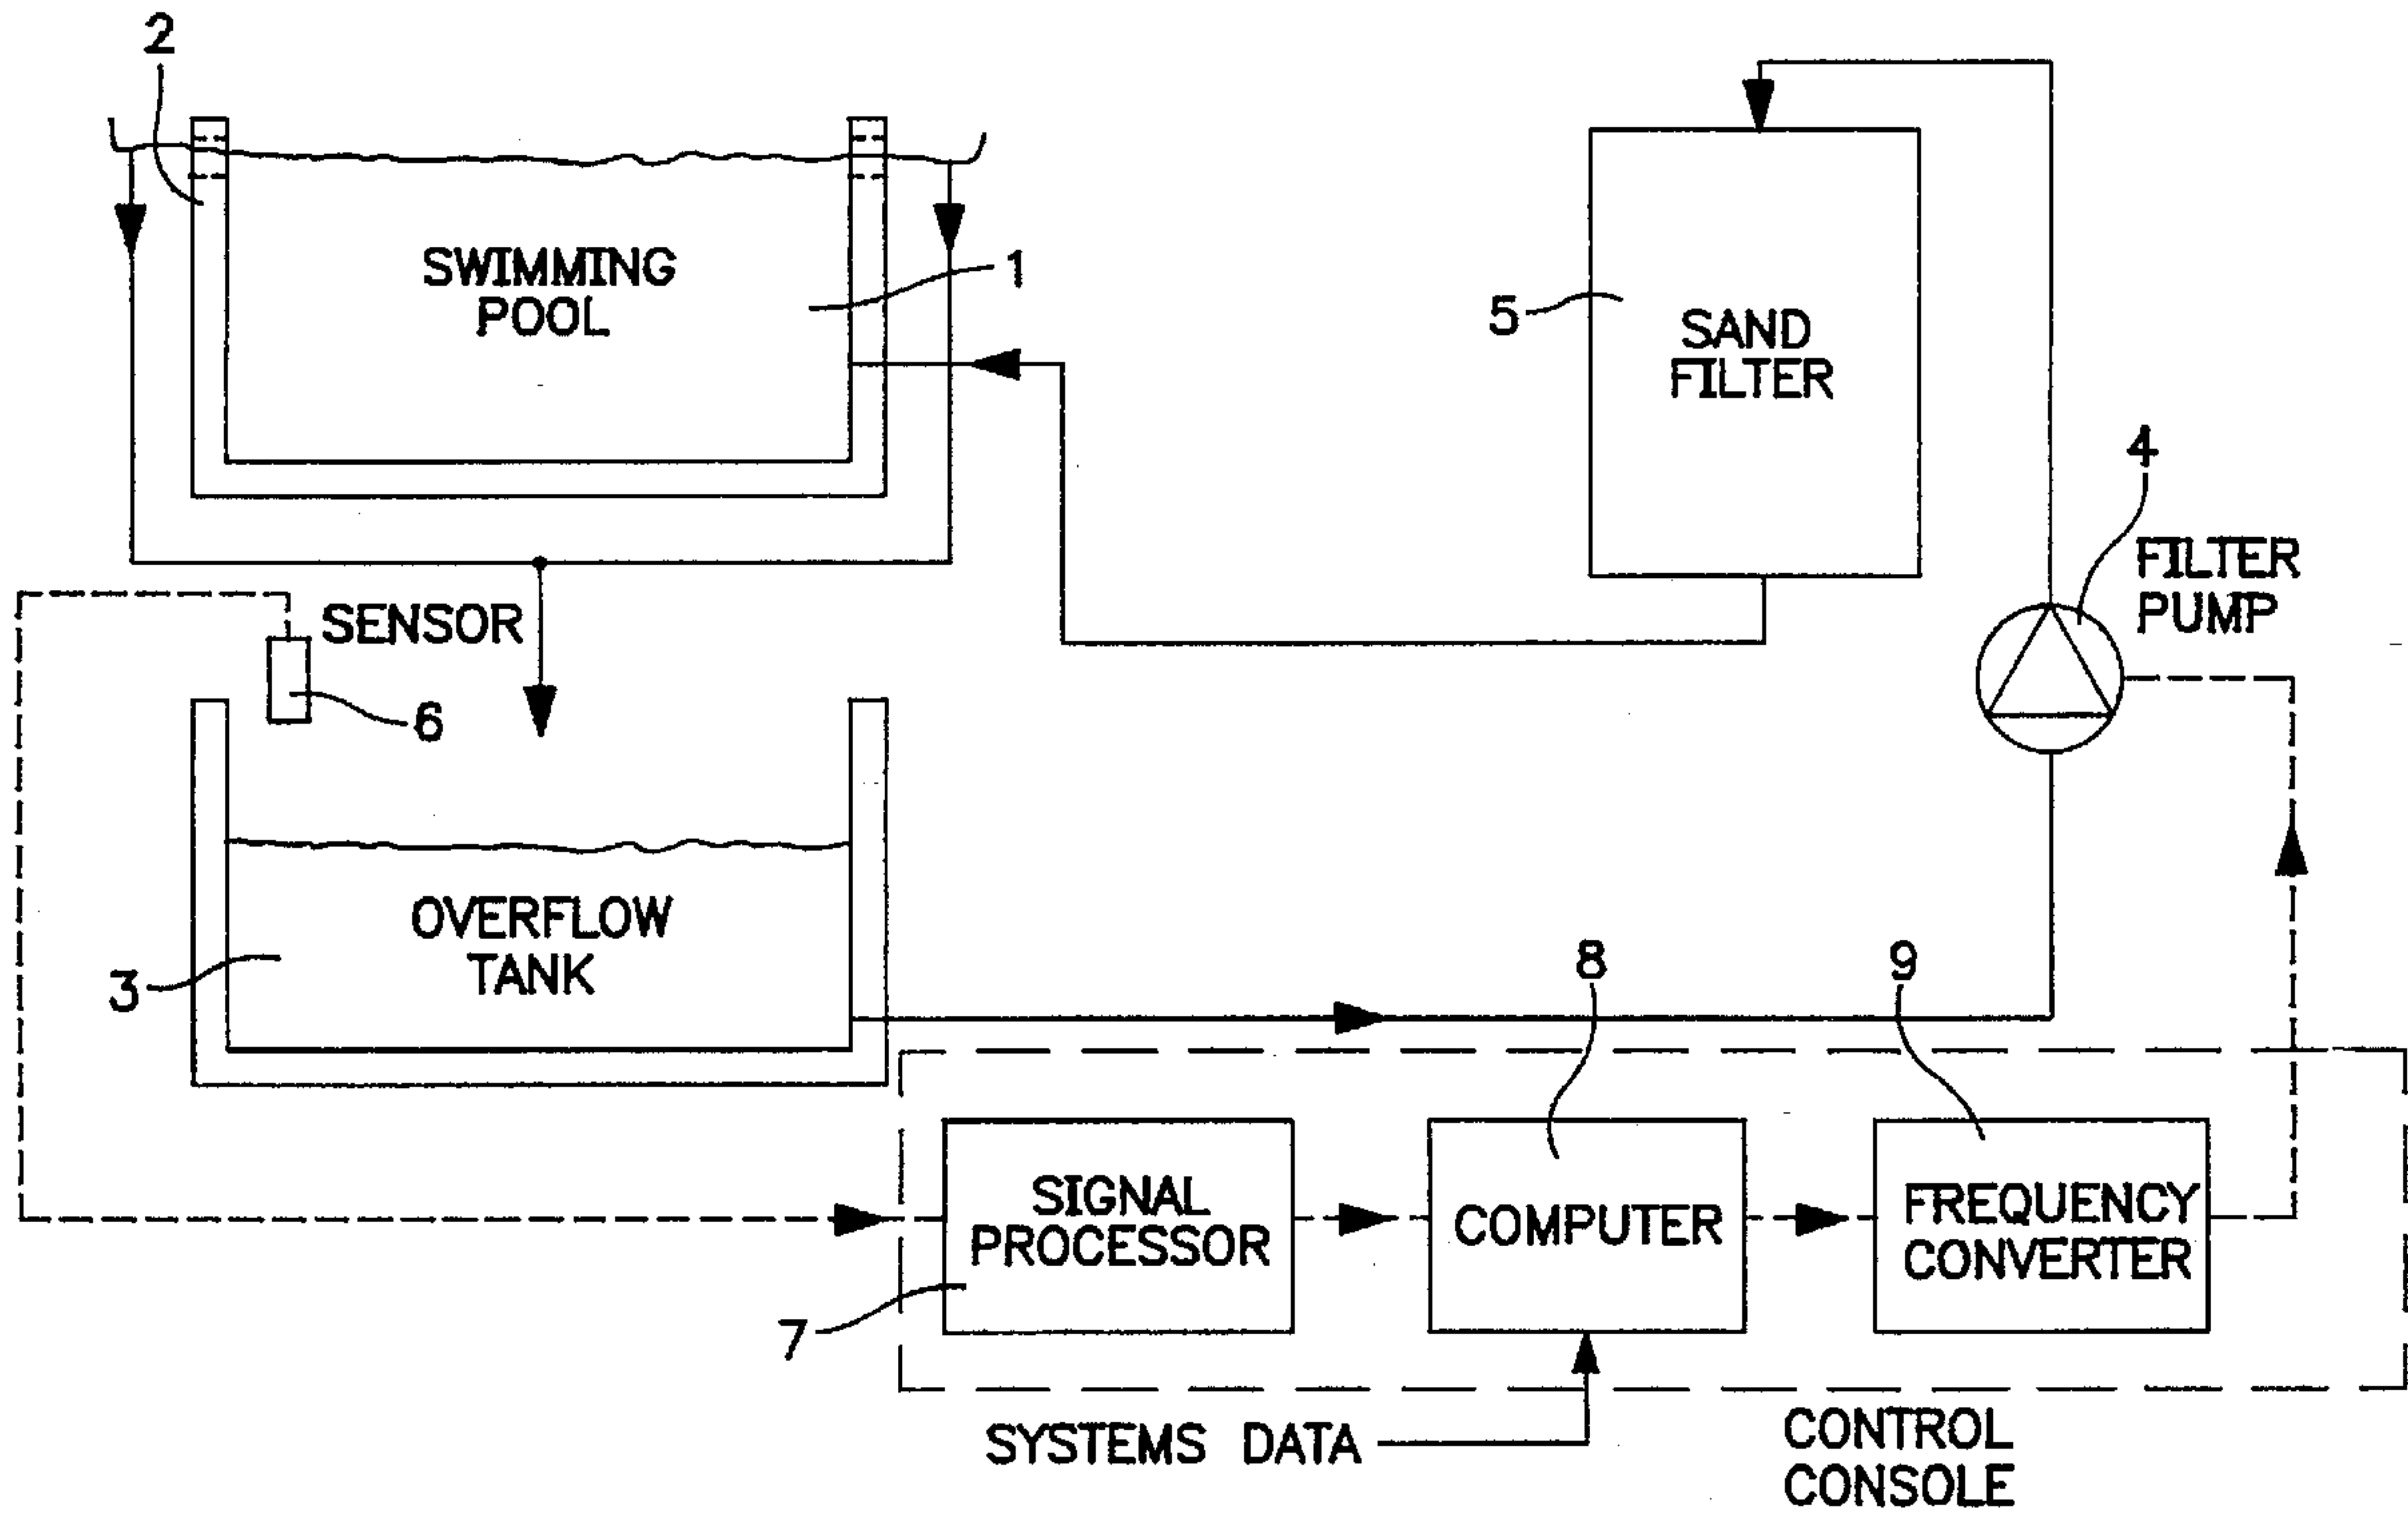 2
SWIMMING
POOL
1
5
SAND
FILTER
4
FILTER
PUMP
SENSOR
6
OVERFLOW
TANK
3
8
9
SIGNAL
PROCESSOR
COMPUTER
FREQUENCY
CONVERTER
7
SYSTEMS DATA
CONTROL
CONSOLE